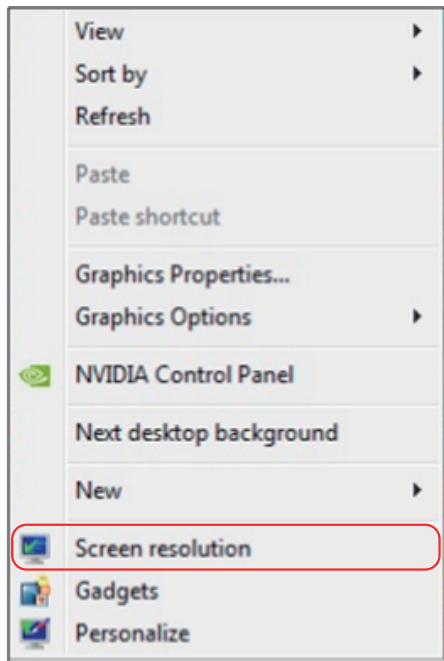 View
Sort by
Refresh
Paste
Paste shortcut
Graphics Properties...
Graphics Options
NVIDIA Control Panel
Next desktop background
New
Screen resolution
Gadgets
Personalize